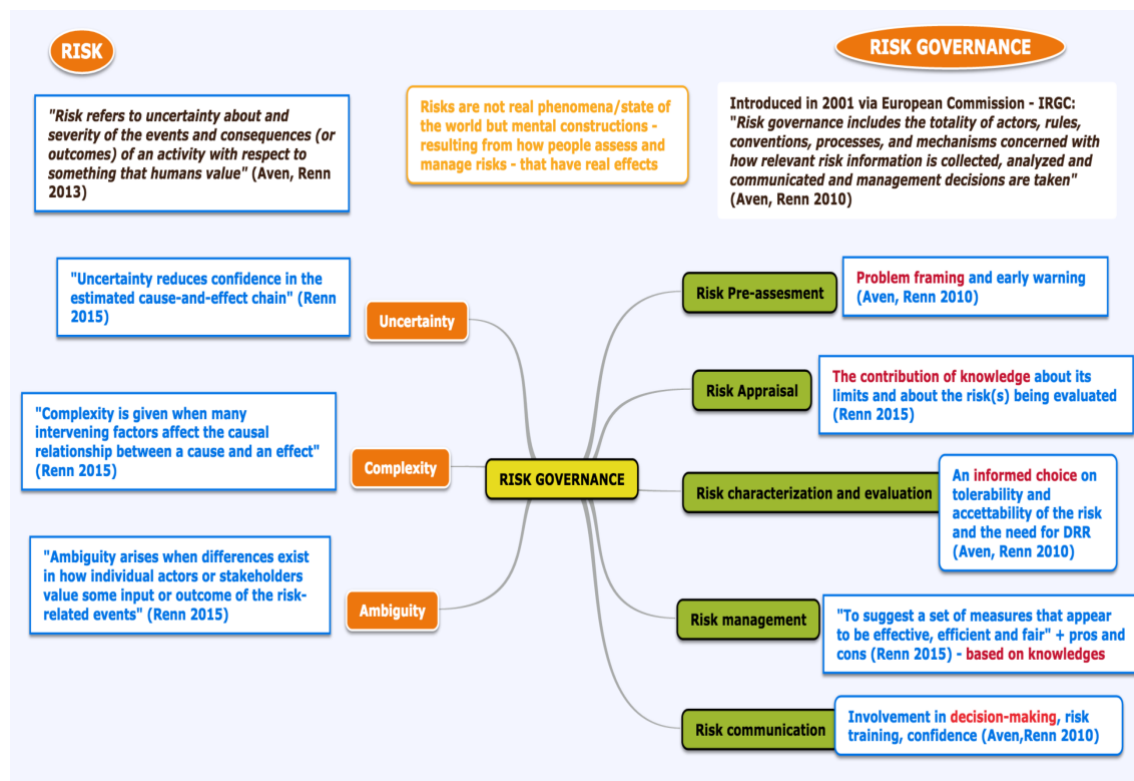 RISK
RISK GOVERNANCE
"Risk refers to uncertainty about and
severity of the events and consequences (or
outcomes) of an activity with respect to
something that humans value" (Aven, Renn
2013)
Risks are not real phenomena/state of
the world but mental constructions -
resulting from how people assess and
manage risks - that have real effects
Introduced in 2001 via European Commission - IRGC:
"Risk governance includes the totality of actors, rules,
conventions, processes, and mechanisms concerned with
how relevant risk information is collected, analyzed and
communicated and management decisions are taken"
(Aven, Renn 2010)
"Uncertainty reduces confidence in the
estimated cause-and-effect chain" (Renn
2015)
Uncertainty
"Complexity is given when many
intervening factors affect the causal
relationship between a cause and an effect"
(Renn 2015)
Complexity
"Ambiguity arises when differences exist
in how individual actors or stakeholders
value some input or outcome of the risk-
related events" (Renn 2015)
Ambiguity
RISK GOVERNANCE
Risk Pre-assesment
Problem framing and early warning
(Aven, Renn 2010)
Risk Appraisal
The contribution of knowledge about its
limits and about the risk(s) being evaluated
(Renn 2015)
Risk characterization and evaluation
An informed choice on
tolerability and
accettability of the risk
and the need for DRR
(Aven, Renn 2010)
Risk management
"To suggest a set of measures that appear
to be effective, efficient and fair" + pros and
cons (Renn 2015) - based on knowledges
Risk communication
Involvement in decision-making, risk
training, confidence (Aven,Renn 2010)